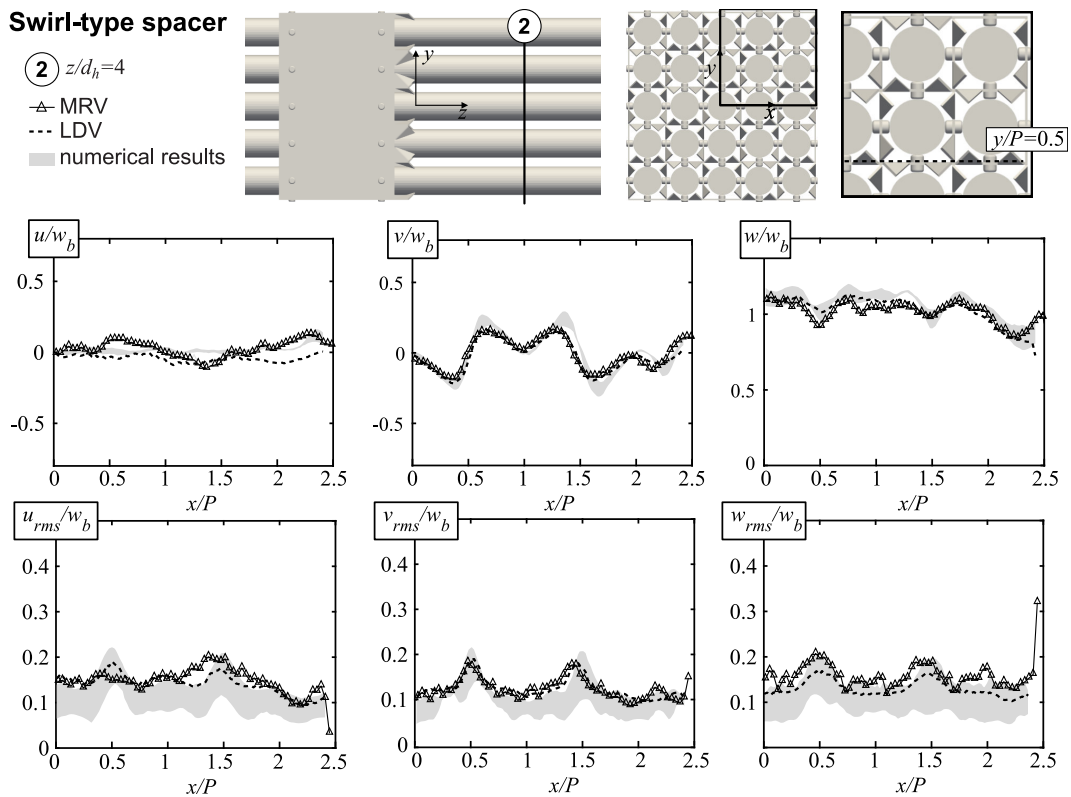 Swirl-type spacer
2 z/d_h=4
MRV
LDV
numerical results
2
y
z
y
x
y/P=0.5
u/w_b
0.5
0
-0.5
0 0.5 1 1.5 2 2.5
x/P
v/w_b
0.5
0
-0.5
0 0.5 1 1.5 2 2.5
x/P
w/w_b
1
0.5
0
0 0.5 1 1.5 2 2.5
x/P
u_rms/w_b
0.4
0.3
0.2
0.1
0
0 0.5 1 1.5 2 2.5
x/P
v_rms/w_b
0.4
0.3
0.2
0.1
0
0 0.5 1 1.5 2 2.5
x/P
w_rms/w_b
0.4
0.3
0.2
0.1
0
0 0.5 1 1.5 2 2.5
x/P